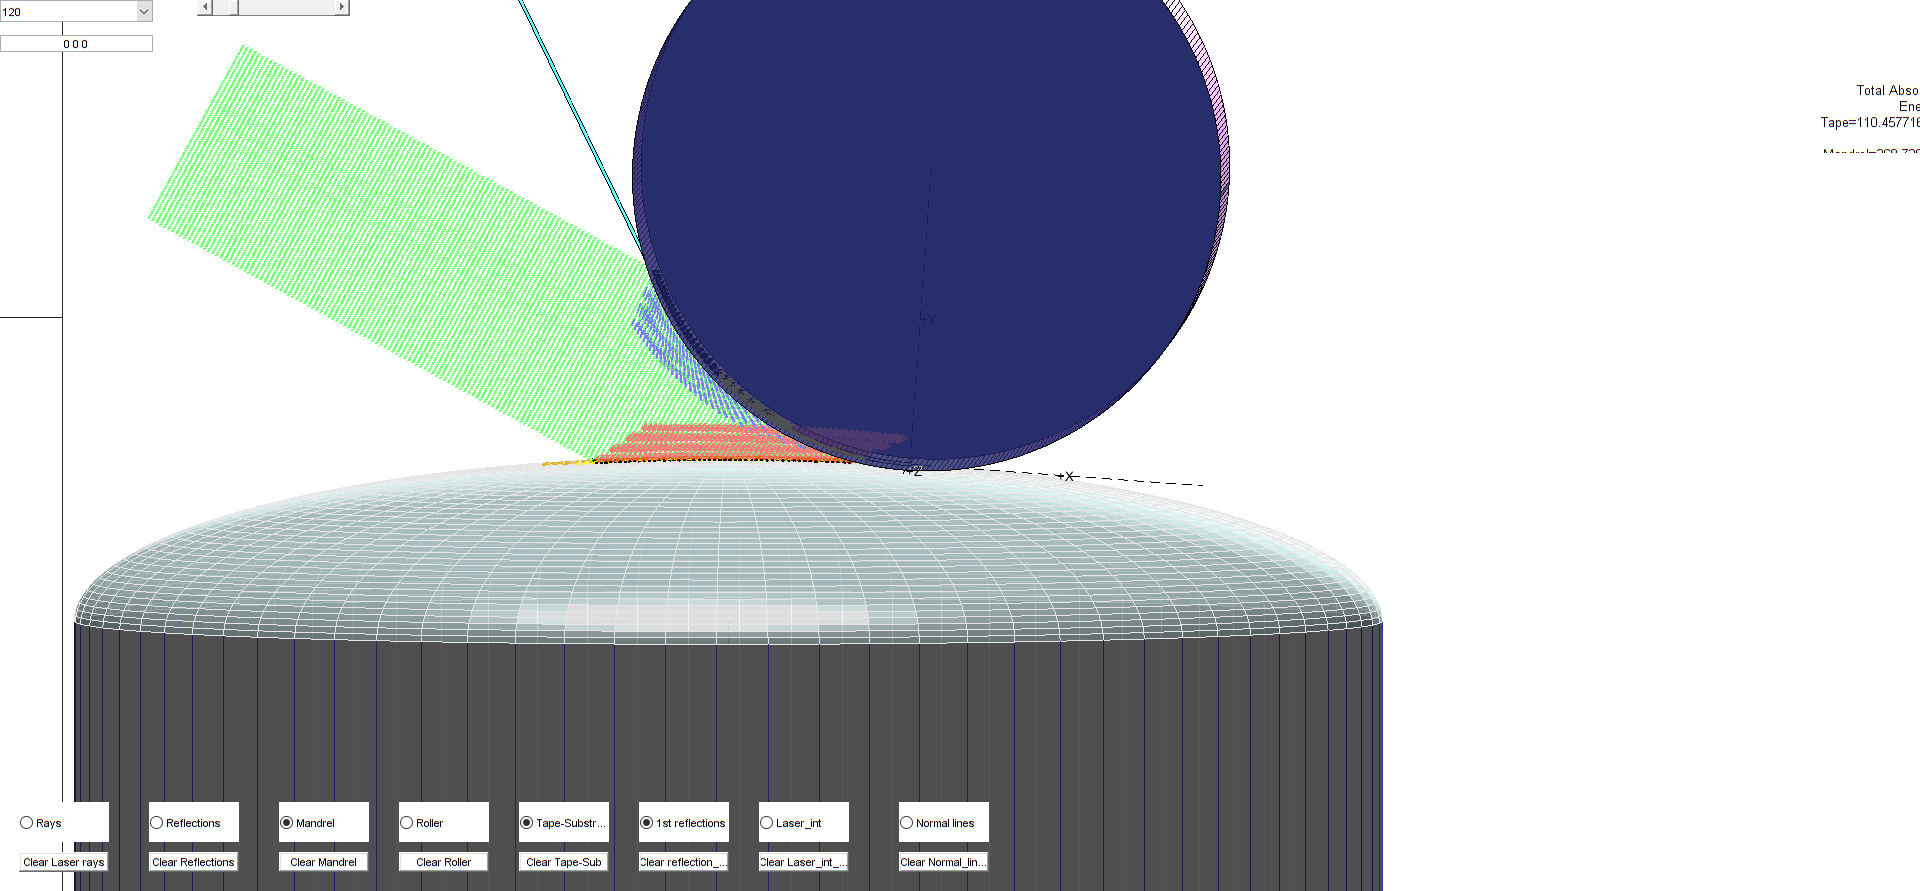 120
0 0 0
Total Abso
Ene
Tape=110.457716
+Y
+Z
+X
Rays
Reflections
Mandrel
Roller
Tape-Substr...
1st reflections
Laser_int
Normal lines
Clear Laser rays
Clear Reflections
Clear Mandrel
Clear Roller
Clear Tape-Sub
Clear reflection_...
Clear Laser_int_...
Clear Normal_lin...